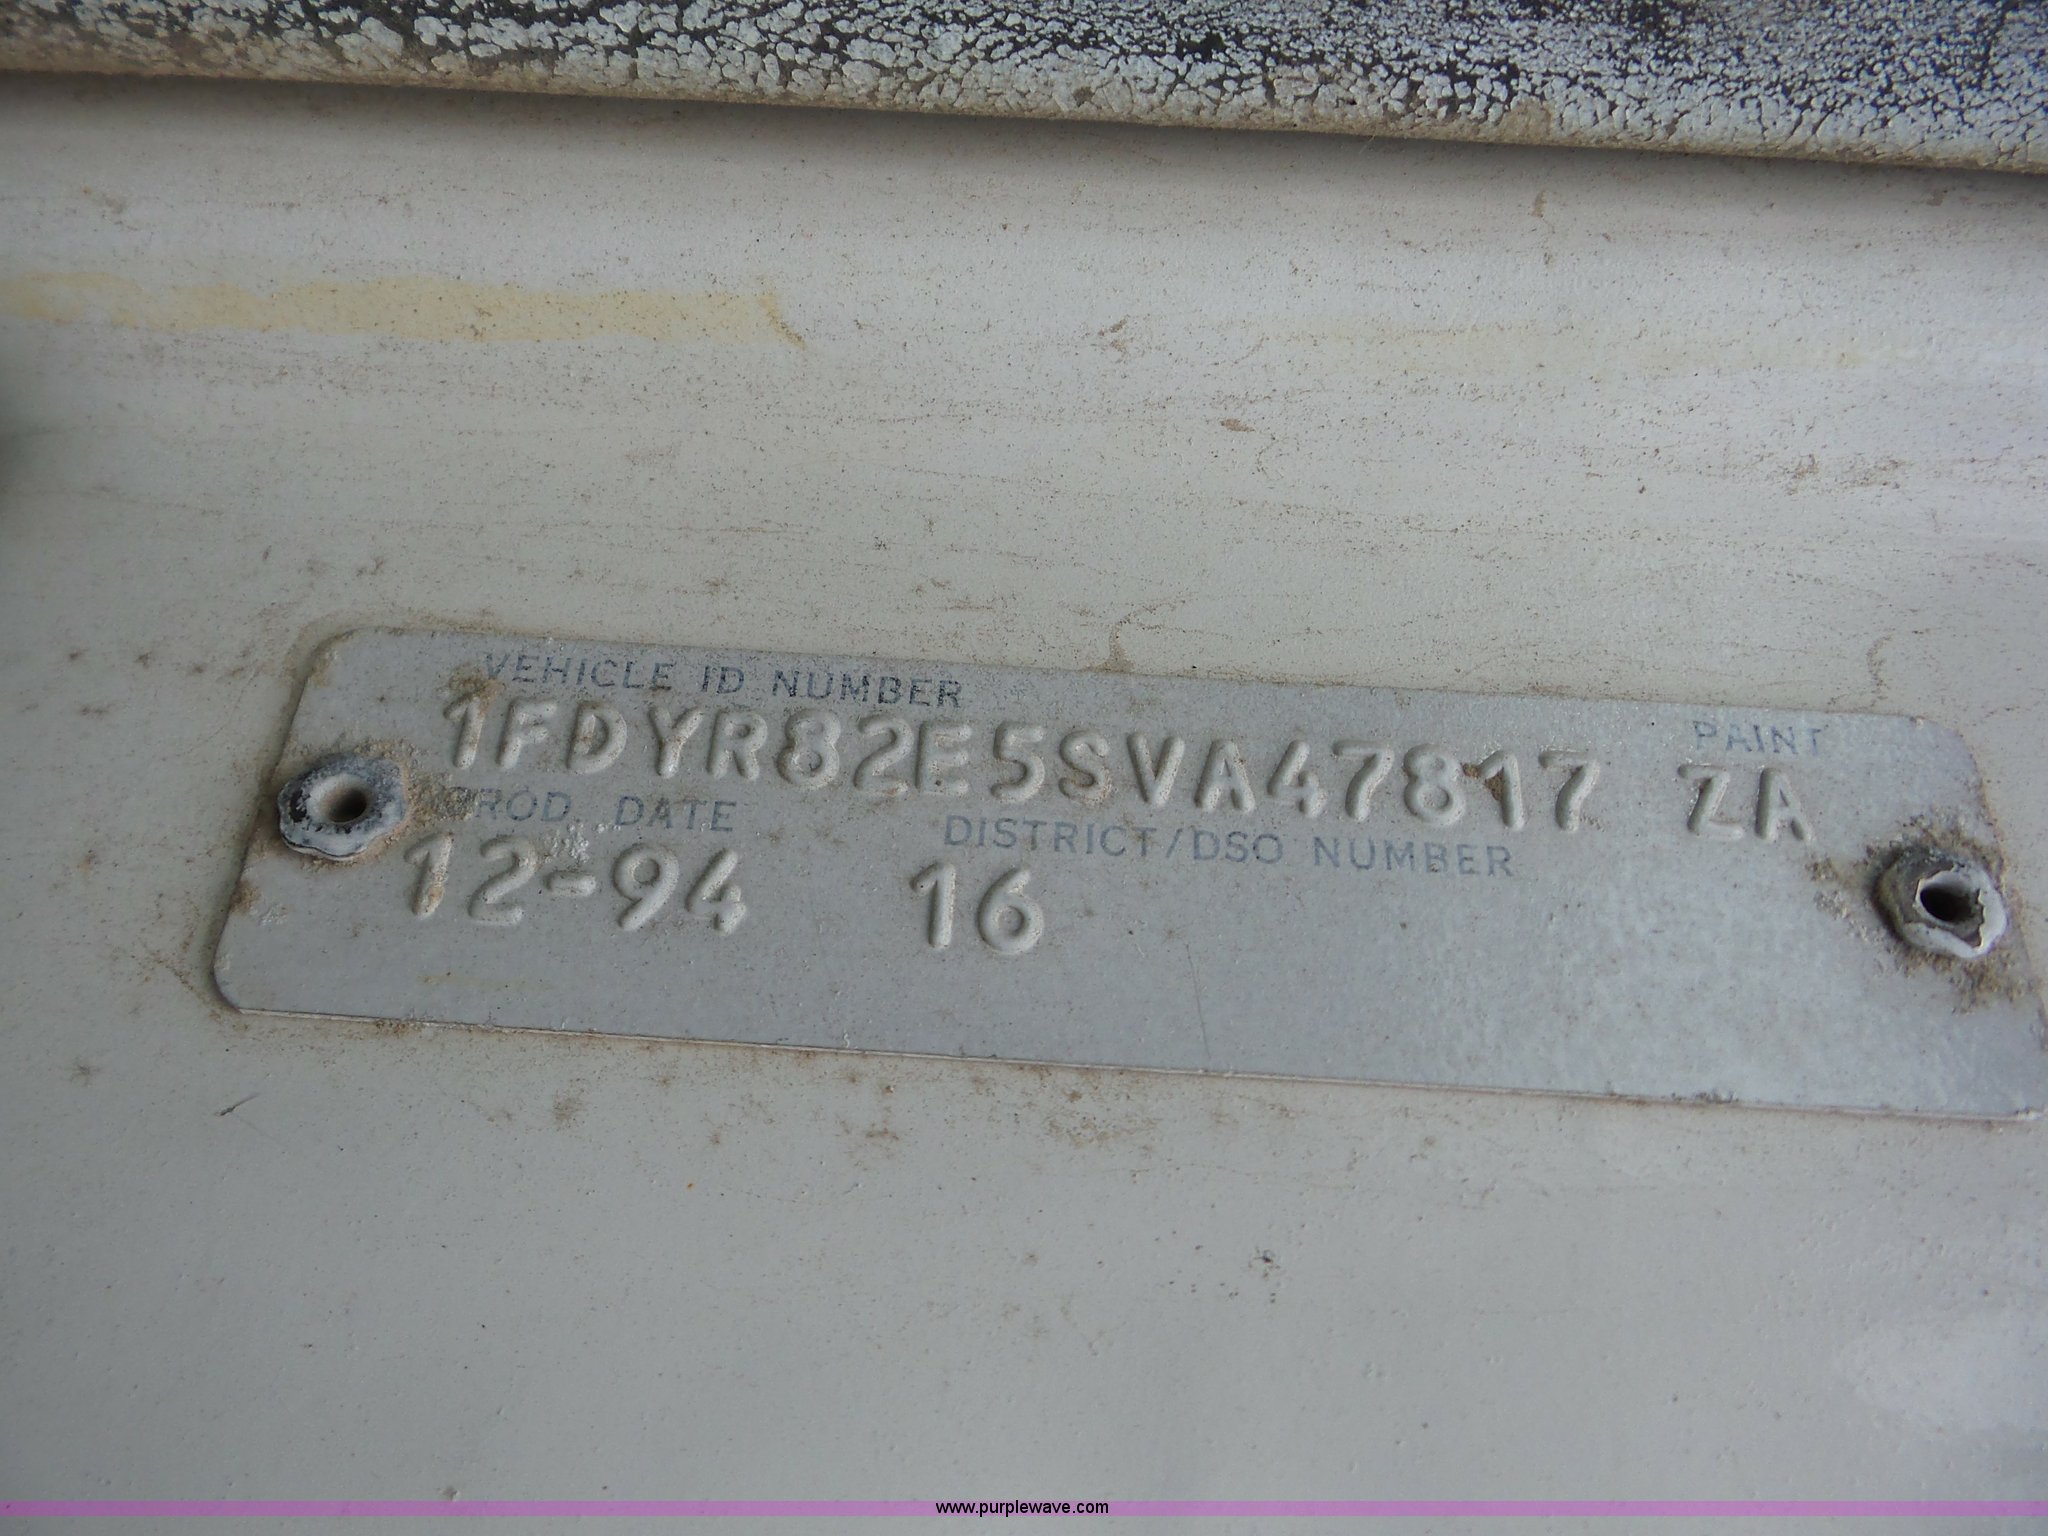 VEHICLE ID NUMBER PAINT
1FDYR82E5SVA47817 ZA
PROD. DATE DISTRICT/DSO NUMBER
12-94 16
www.purplewave.com